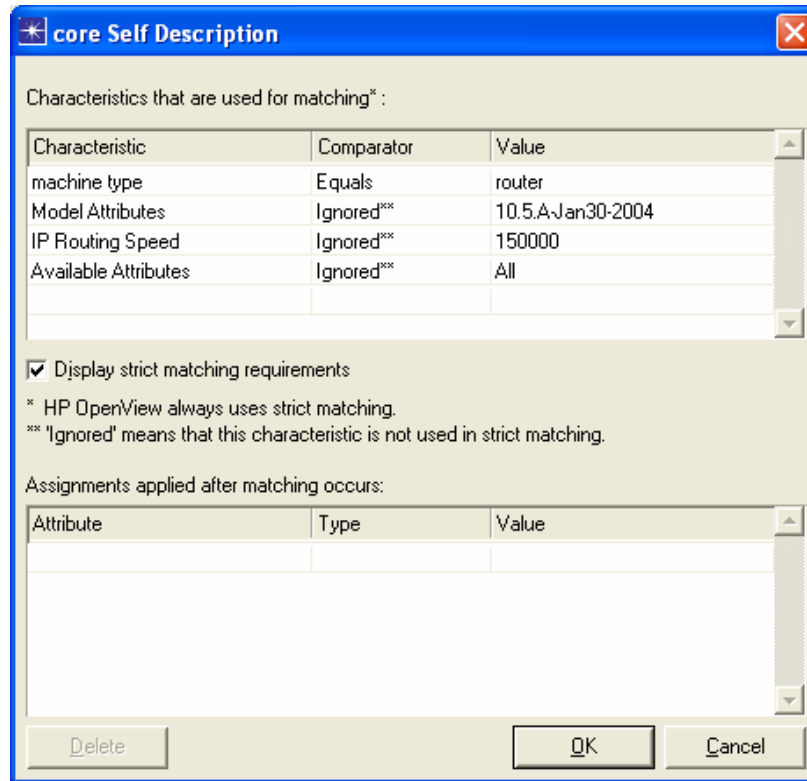 core Self Description
Characteristics that are used for matching* :
Characteristic Comparator Value
machine type Equals router
Model Attributes Ignored** 10.5.A-Jan30-2004
IP Routing Speed Ignored** 150000
Available Attributes Ignored** All
Display strict matching requirements
* HP OpenView always uses strict matching.
** 'Ignored' means that this characteristic is not used in strict matching.
Assignments applied after matching occurs:
Attribute Type Value
Delete OK Cancel